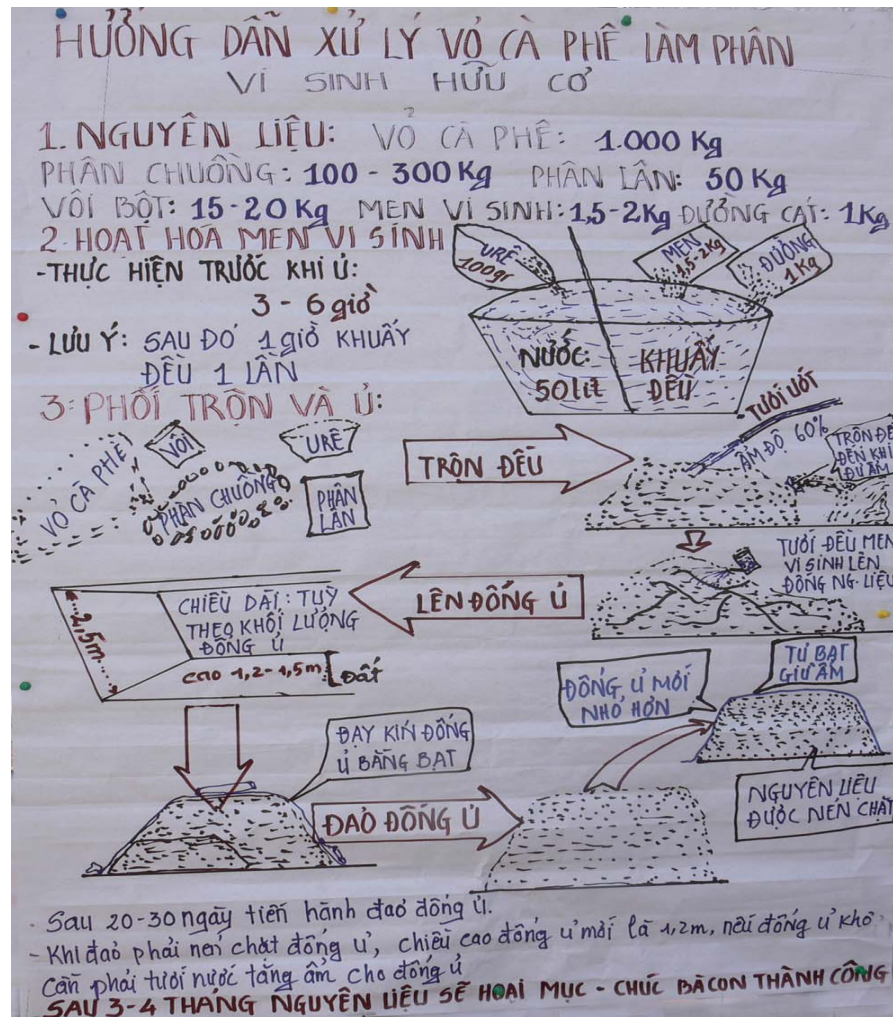 HƯỚNG DẪN XỬ LÝ VỎ CÀ PHÊ LÀM PHÂN
VI SINH HỮU CƠ
1. NGUYÊN LIỆU: VỎ CÀ PHÊ: 1.000 Kg
PHÂN CHUỒNG: 100 - 300 Kg PHÂN LÂN: 50 Kg
VÔI BỘT: 15-20 Kg MEN VI SINH: 1,5-2Kg ĐƯỜNG CÁT: 1Kg
2. HOẠT HÓA MEN VI SINH
-THỰC HIỆN TRƯỚC KHI Ủ:
3 - 6 giờ
- LƯU Ý: SAU ĐÓ 1 giờ KHUẤY
ĐỀU 1 LẦN
URÊ
100gr
MEN
1,5-2Kg
ĐƯỜNG
1Kg
NƯỚC:
50lit
KHUẤY
ĐỀU
3: PHỐI TRỘN VÀ Ủ:
VỎ CÀ PHÊ
VÔI
URÊ
PHÂN CHUỒNG
PHÂN
LÂN
TRỘN ĐỀU
TƯỚI ƯỚT
ẨM ĐỘ 60%
TRỘN ĐỀ
ĐẾN KHI
ĐỦ ẨM
TƯỚI ĐỀU MEN
VI SINH LÊN
ĐỐNG NG. LIỆU
LÊN ĐỐNG Ủ
2,5m
CHIỀU DÀI: TUỲ
THEO KHỐI LƯỢNG
ĐỐNG Ủ
cao 1,2-1,5m
Đất
ĐẬY KÍN ĐỐNG
Ủ BẰNG BẠT
ĐẢO ĐỐNG Ủ
ĐỐNG Ủ MỚI
NHỎ HƠN
TỦ BẠT
GIỮ ẨM
NGUYÊN LIỆU
ĐƯỢC NÉN CHẶT
- Sau 20-30 ngày tiến hành đảo đống ủ.
- Khi đảo phải nén chặt đống ủ, chiều cao đống ủ mới là 1,2m, nếu đống ủ khô
cần phải tưới nước tăng ẩm cho đống ủ
SAU 3-4 THÁNG NGUYÊN LIỆU SẼ HOAI MỤC - CHÚC BÀ CON THÀNH CÔNG